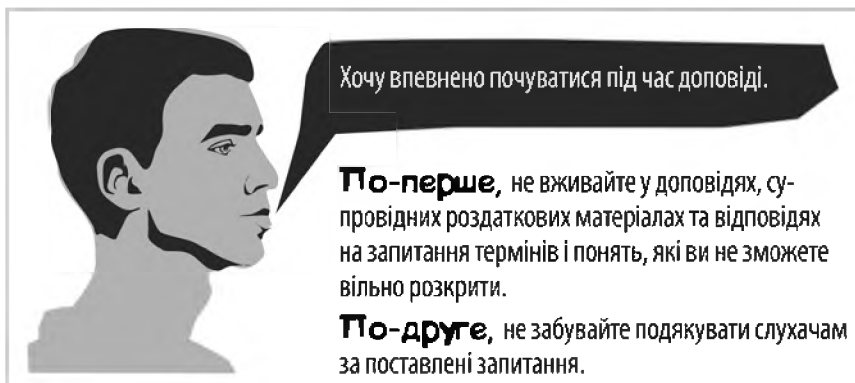 Хочу впевнено почуватися під час доповіді.
По-перше, не вживайте у доповідях, су-
провідних роздаткових матеріалах та відповідях
на запитання термінів і понять, які ви не зможете
вільно розкрити.
По-друге, не забувайте подякувати слухачам
за поставлені запитання.